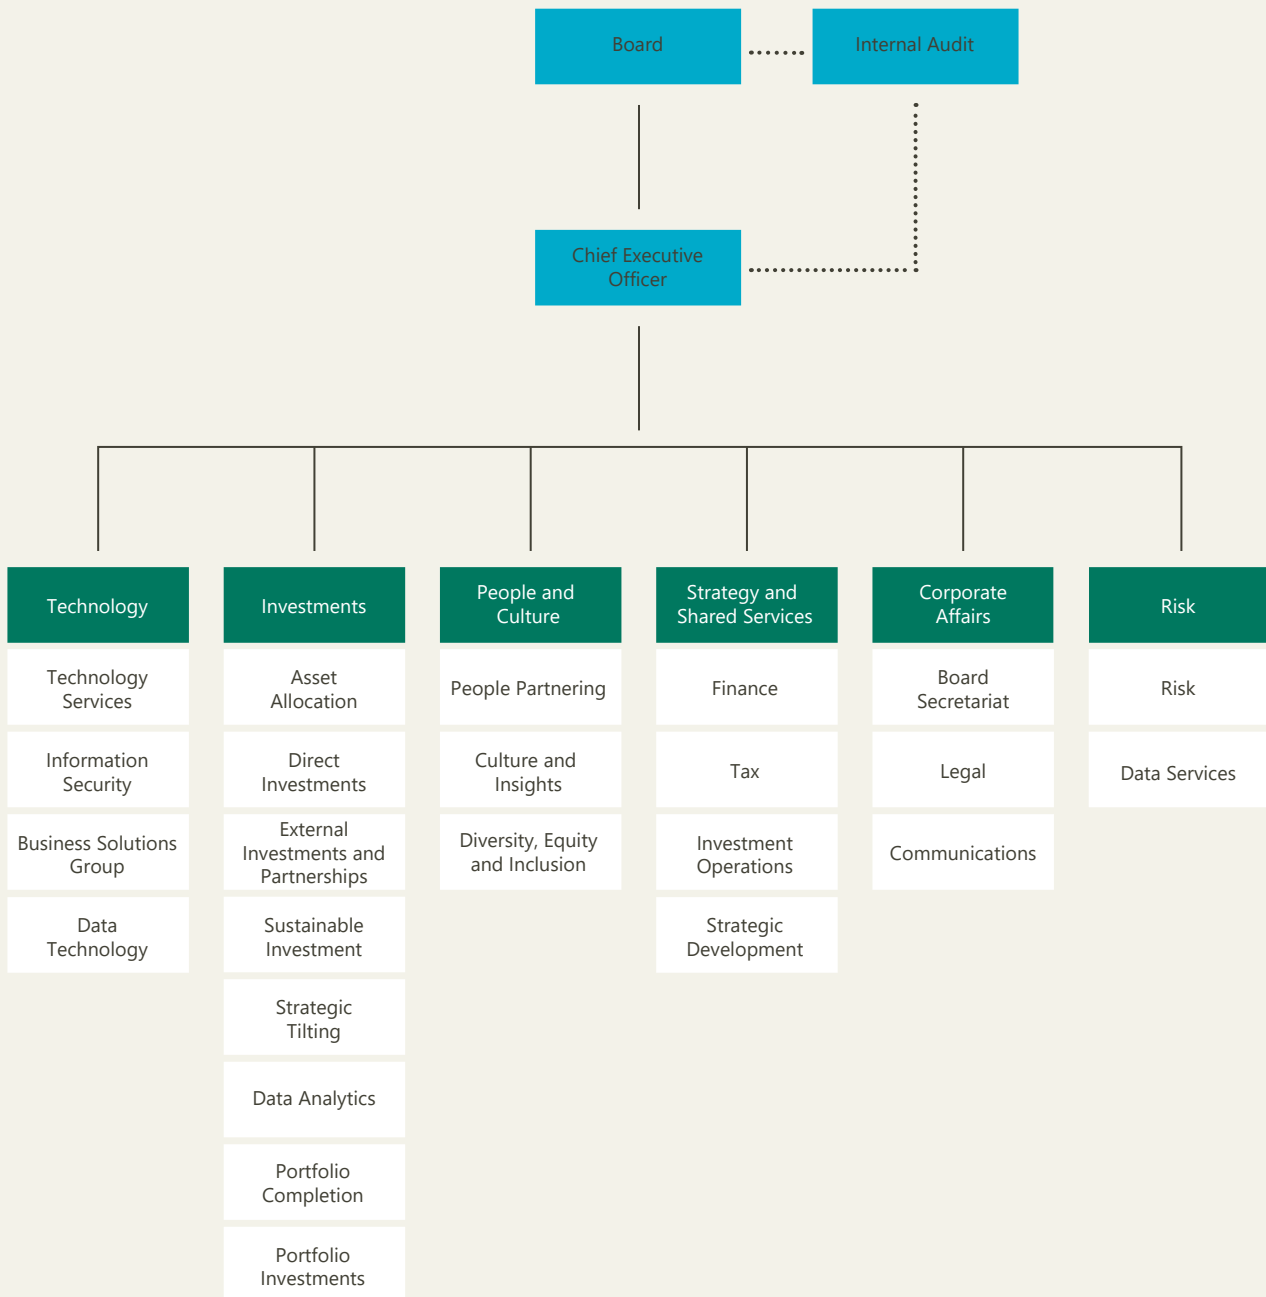 Board
Internal Audit
Chief Executive
Officer
Technology
Technology
Services
Information
Security
Business Solutions
Group
Data
Technology
Investments
Asset
Allocation
Direct
Investments
External
Investments and
Partnerships
Sustainable
Investment
Strategic
Tilting
Data Analytics
Portfolio
Completion
Portfolio
Investments
People and
Culture
People Partnering
Culture and
Insights
Diversity, Equity
and Inclusion
Strategy and
Shared Services
Finance
Tax
Investment
Operations
Strategic
Development
Corporate
Affairs
Board
Secretariat
Legal
Communications
Risk
Risk
Data Services